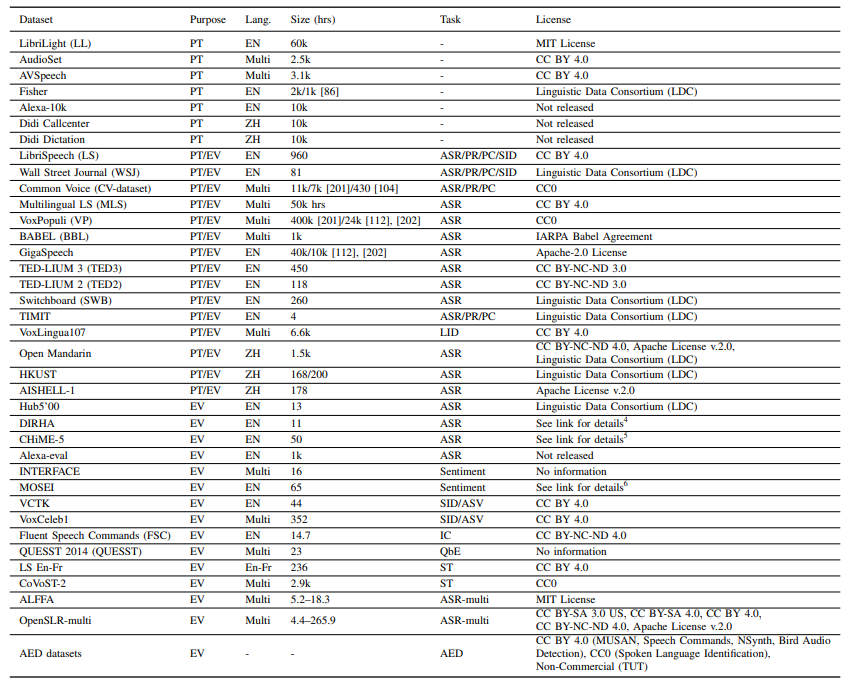 Dataset Purpose Lang. Size (hrs) Task License
LibriLight (LL) PT EN 60k - MIT License
AudioSet PT Multi 2.5k - CC BY 4.0
AVSpeech PT Multi 3.1k - CC BY 4.0
Fisher PT EN 2k/1k [86] - Linguistic Data Consortium (LDC)
Alexa-10k PT EN 10k - Not released
Didi Callcenter PT ZH 10k - Not released
Didi Dictation PT ZH 10k - Not released
LibriSpeech (LS) PT/EV EN 960 ASR/PR/PC/SID CC BY 4.0
Wall Street Journal (WSJ) PT/EV EN 81 ASR/PR/PC/SID Linguistic Data Consortium (LDC)
Common Voice (CV-dataset) PT/EV Multi 11k/7k [201]/430 [104] ASR/PR/PC CC0
Multilingual LS (MLS) PT/EV Multi 50k hrs ASR CC BY 4.0
VoxPopuli (VP) PT/EV Multi 400k [201]/24k [112], [202] ASR CC0
BABEL (BBL) PT/EV Multi 1k ASR IARPA Babel Agreement
GigaSpeech PT/EV EN 40k/10k [112], [202] ASR Apache-2.0 License
TED-LIUM 3 (TED3) PT/EV EN 450 ASR CC BY-NC-ND 3.0
TED-LIUM 2 (TED2) PT/EV EN 118 ASR CC BY-NC-ND 3.0
Switchboard (SWB) PT/EV EN 260 ASR Linguistic Data Consortium (LDC)
TIMIT PT/EV EN 4 ASR/PR/PC Linguistic Data Consortium (LDC)
VoxLingua107 PT/EV Multi 6.6k LID CC BY 4.0
Open Mandarin PT/EV ZH 1.5k ASR CC BY-NC-ND 4.0, Apache License v.2.0,
Linguistic Data Consortium (LDC)
HKUST PT/EV ZH 168/200 ASR Linguistic Data Consortium (LDC)
AISHELL-1 PT/EV ZH 178 ASR Apache License v.2.0
Hub5'00 EV EN 13 ASR Linguistic Data Consortium (LDC)
DIRHA EV EN 11 ASR See link for details⁴
CHiME-5 EV EN 50 ASR See link for details⁵
Alexa-eval EV EN 1k ASR Not released
INTERFACE EV Multi 16 Sentiment No information
MOSEI EV EN 65 Sentiment See link for details⁶
VCTK EV EN 44 SID/ASV CC BY 4.0
VoxCeleb1 EV Multi 352 SID/ASV CC BY 4.0
Fluent Speech Commands (FSC) EV EN 14.7 IC CC BY-NC-ND 4.0
QUESST 2014 (QUESST) EV Multi 23 QbE No information
LS En-Fr EV En-Fr 236 ST CC BY 4.0
CoVoST-2 EV Multi 2.9k ST CC0
ALFFA EV Multi 5.2–18.3 ASR-multi MIT License
OpenSLR-multi EV Multi 4.4–265.9 ASR-multi CC BY-SA 3.0 US, CC BY-SA 4.0, CC BY 4.0,
CC BY-NC-ND 4.0, Apache License v.2.0
AED datasets EV - - AED CC BY 4.0 (MUSAN, Speech Commands, NSynth, Bird Audio
Detection), CC0 (Spoken Language Identification),
Non-Commercial (TUT)